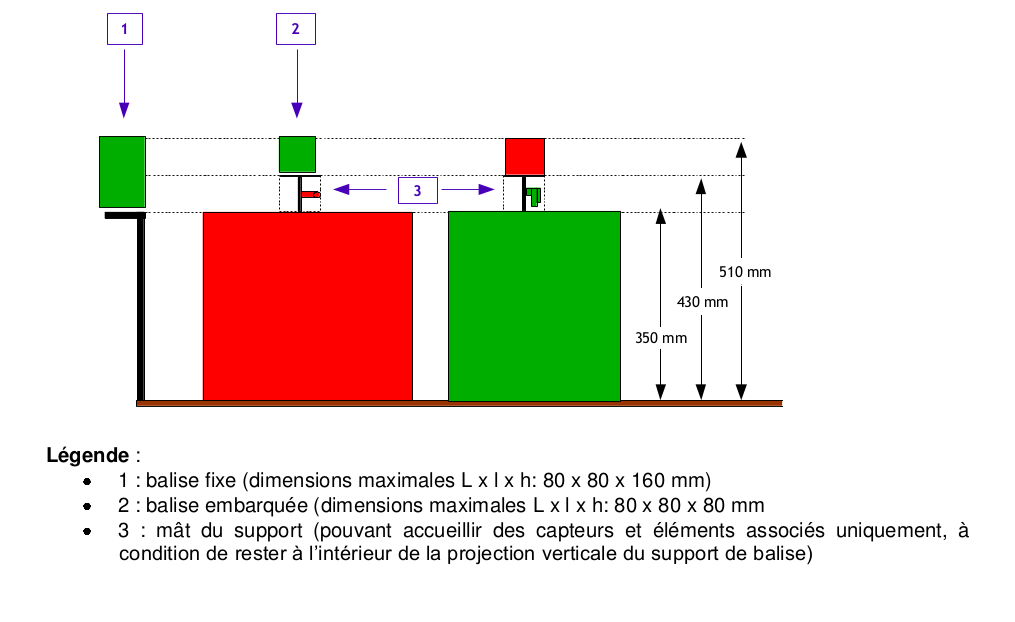 1
2
3
510 mm
430 mm
350 mm
Légende :
• 1 : balise fixe (dimensions maximales L x l x h: 80 x 80 x 160 mm)
• 2 : balise embarquée (dimensions maximales L x l x h: 80 x 80 x 80 mm
• 3 : mât du support (pouvant accueillir des capteurs et éléments associés uniquement, à
condition de rester à l'intérieur de la projection verticale du support de balise)